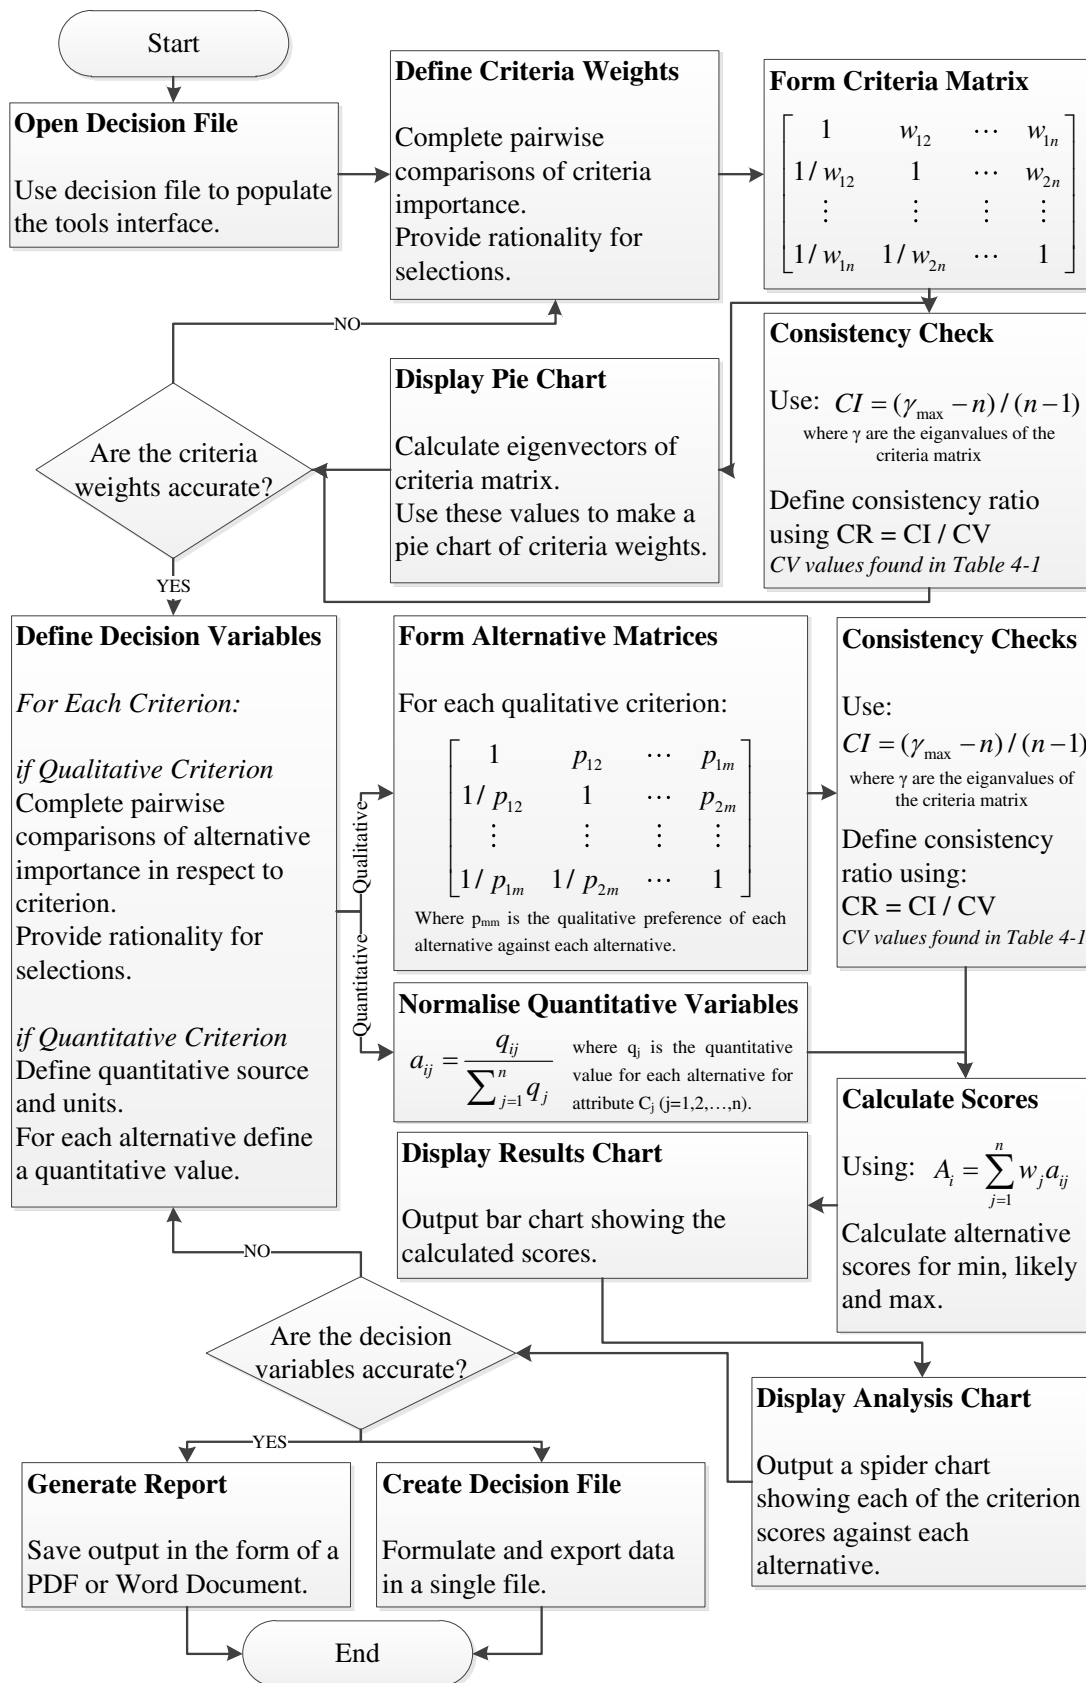 Start
Open Decision File
Use decision file to populate
the tools interface.
Define Criteria Weights
Complete pairwise
comparisons of criteria
importance.
Provide rationality for
selections.
Form Criteria Matrix
1 w12 ⋯ w1n
1/ w12 1 ⋯ w2n
⋮ ⋮ ⋮ ⋮
1/ w1n 1/ w2n ⋯ 1
NO
Consistency Check
Use: CI = (γmax − n) / (n − 1)
where γ are the eiganvalues of the
criteria matrix
Define consistency ratio
using CR = CI / CV
CV values found in Table 4-1
Display Pie Chart
Calculate eigenvectors of
criteria matrix.
Use these values to make a
pie chart of criteria weights.
Are the criteria
weights accurate?
YES
Define Decision Variables
For Each Criterion:
if Qualitative Criterion
Complete pairwise
comparisons of alternative
importance in respect to
criterion.
Provide rationality for
selections.
if Quantitative Criterion
Define quantitative source
and units.
For each alternative define
a quantitative value.
Qualitative
Quantitative
Form Alternative Matrices
For each qualitative criterion:
1 p12 ⋯ p1m
1/ p12 1 ⋯ p2m
⋮ ⋮ ⋮ ⋮
1/ p1m 1/ p2m ⋯ 1
Where pmm is the qualitative preference of each
alternative against each alternative.
Consistency Checks
Use:
CI = (γmax − n) / (n − 1)
where γ are the eiganvalues of
the criteria matrix
Define consistency
ratio using:
CR = CI / CV
CV values found in Table 4-1
Normalise Quantitative Variables
aij = qij / ∑j=1n qj
where qj is the quantitative
value for each alternative for
attribute Cj (j=1,2,…,n).
Calculate Scores
Using: Ai = ∑j=1n wj aij
Calculate alternative
scores for min, likely
and max.
Display Results Chart
Output bar chart showing the
calculated scores.
NO
Are the decision
variables accurate?
YES
Display Analysis Chart
Output a spider chart
showing each of the criterion
scores against each
alternative.
Generate Report
Save output in the form of a
PDF or Word Document.
Create Decision File
Formulate and export data
in a single file.
End